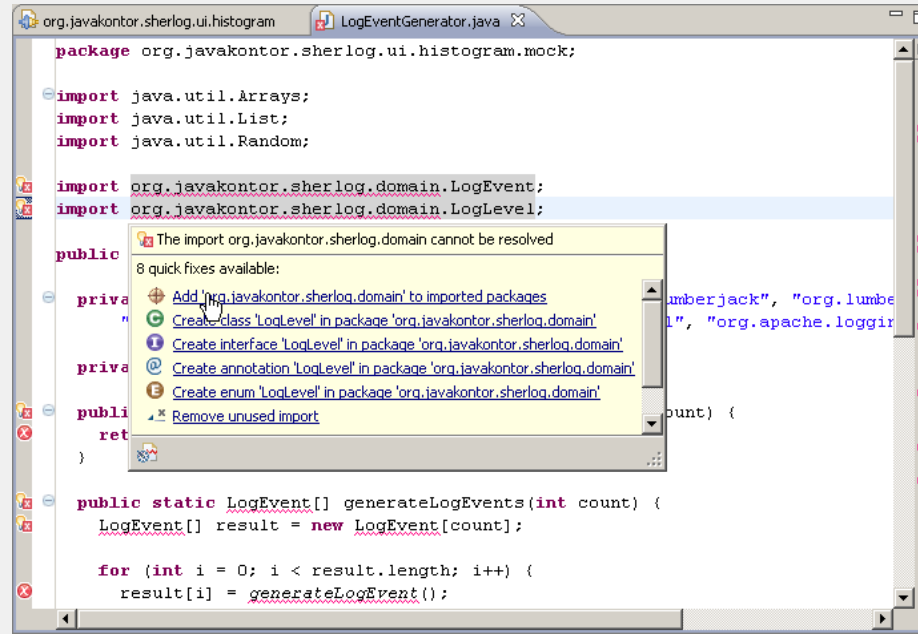 org.javakontor.sherlog.ui.histogram
LogEventGenerator.java
package org.javakontor.sherlog.ui.histogram.mock;
import java.util.Arrays;
import java.util.List;
import java.util.Random;
import org.javakontor.sherlog.domain.LogEvent;
import org.javakontor.sherlog.domain.LogLevel;
The import org.javakontor.sherlog.domain cannot be resolved
public
8 quick fixes available:
Add 'org.javakontor.sherlog.domain' to imported packages
priva umberjack", "org.lumbe
Create class 'LogLevel' in package 'org.javakontor.sherlog.domain'
" l", "org.apache.loggin
Create interface 'LogLevel' in package 'org.javakontor.sherlog.domain'
priva
Create annotation 'LogLevel' in package 'org.javakontor.sherlog.domain'
Create enum 'LogLevel' in package 'org.javakontor.sherlog.domain'
publi ount) {
Remove unused import
ret
}
public static LogEvent[] generateLogEvents(int count) {
LogEvent[] result = new LogEvent[count];
for (int i = 0; i < result.length; i++) {
result[i] = generateLogEvent();